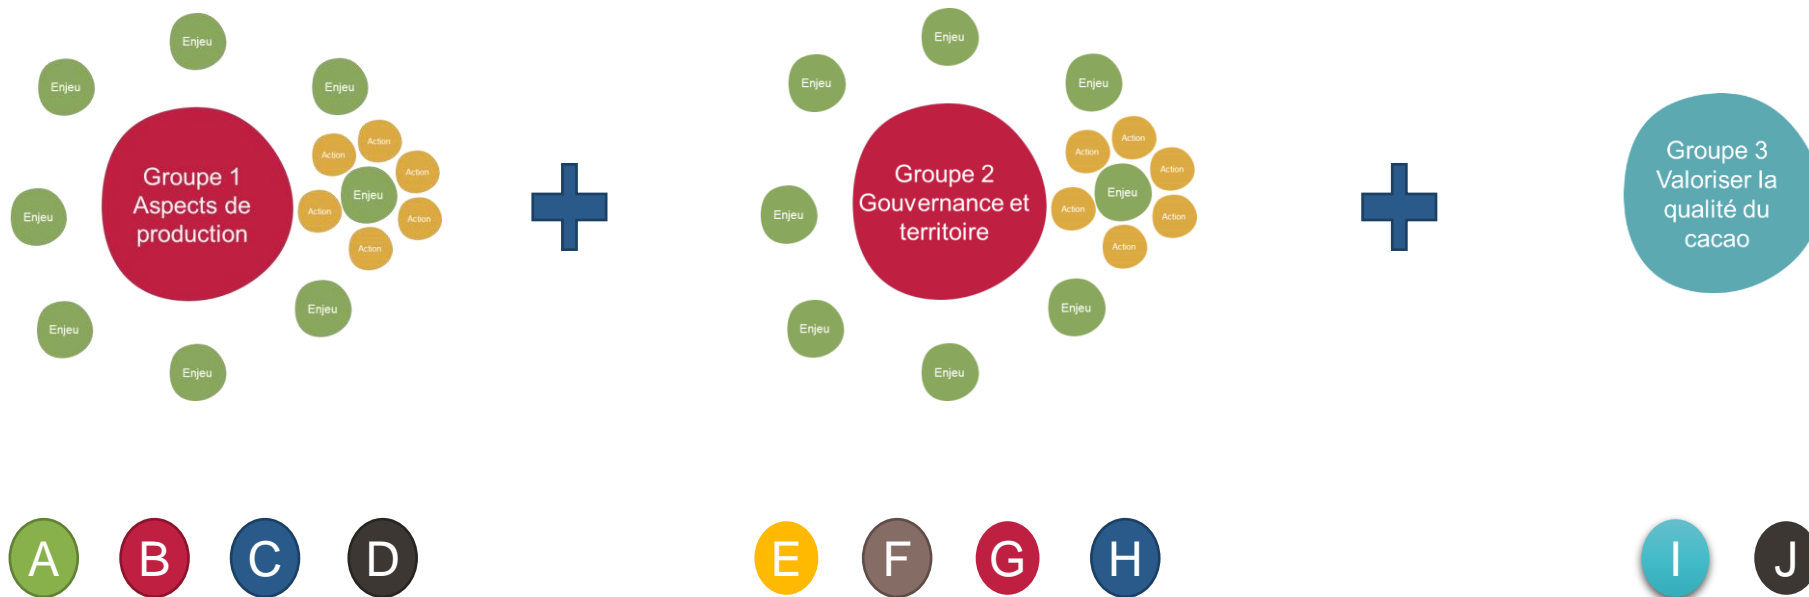 Enjeu
Enjeu
Enjeu
Action
Action
Action
Enjeu
Action
Action
Action
Enjeu
Groupe 1
Aspects de
production
Enjeu
Enjeu
Enjeu
Enjeu
Enjeu
Enjeu
Action
Action
Action
Enjeu
Action
Action
Action
Enjeu
Groupe 2
Gouvernance et
territoire
Enjeu
Enjeu
Enjeu
Groupe 3
Valoriser la
qualité du
cacao
A B C D
E F G H
I J